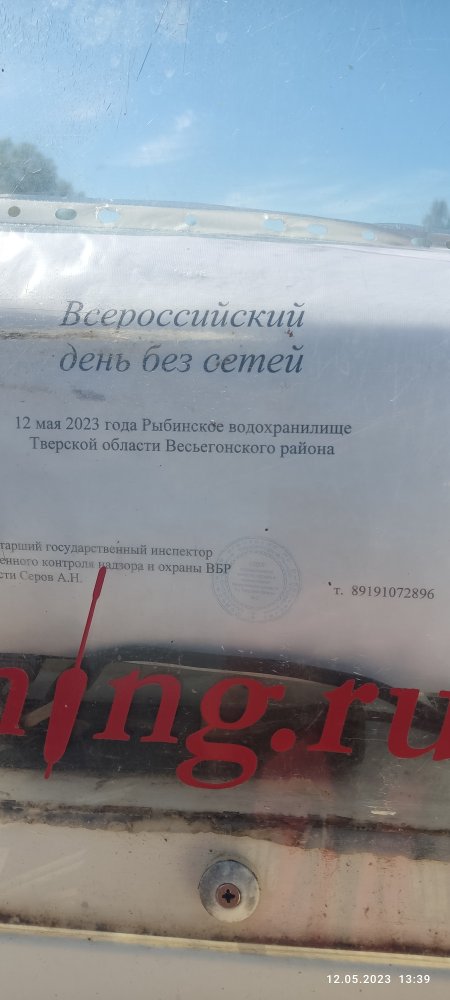 Всероссийский
день без сетей
12 мая 2023 года Рыбинское водохранилище
Тверской области Весьегонского района
тарший государственный инспектор
енного контроля надзора и охраны ВБР
сти Серов А.Н.
т. 89191072896
ing.ru
12.05.2023 13:39